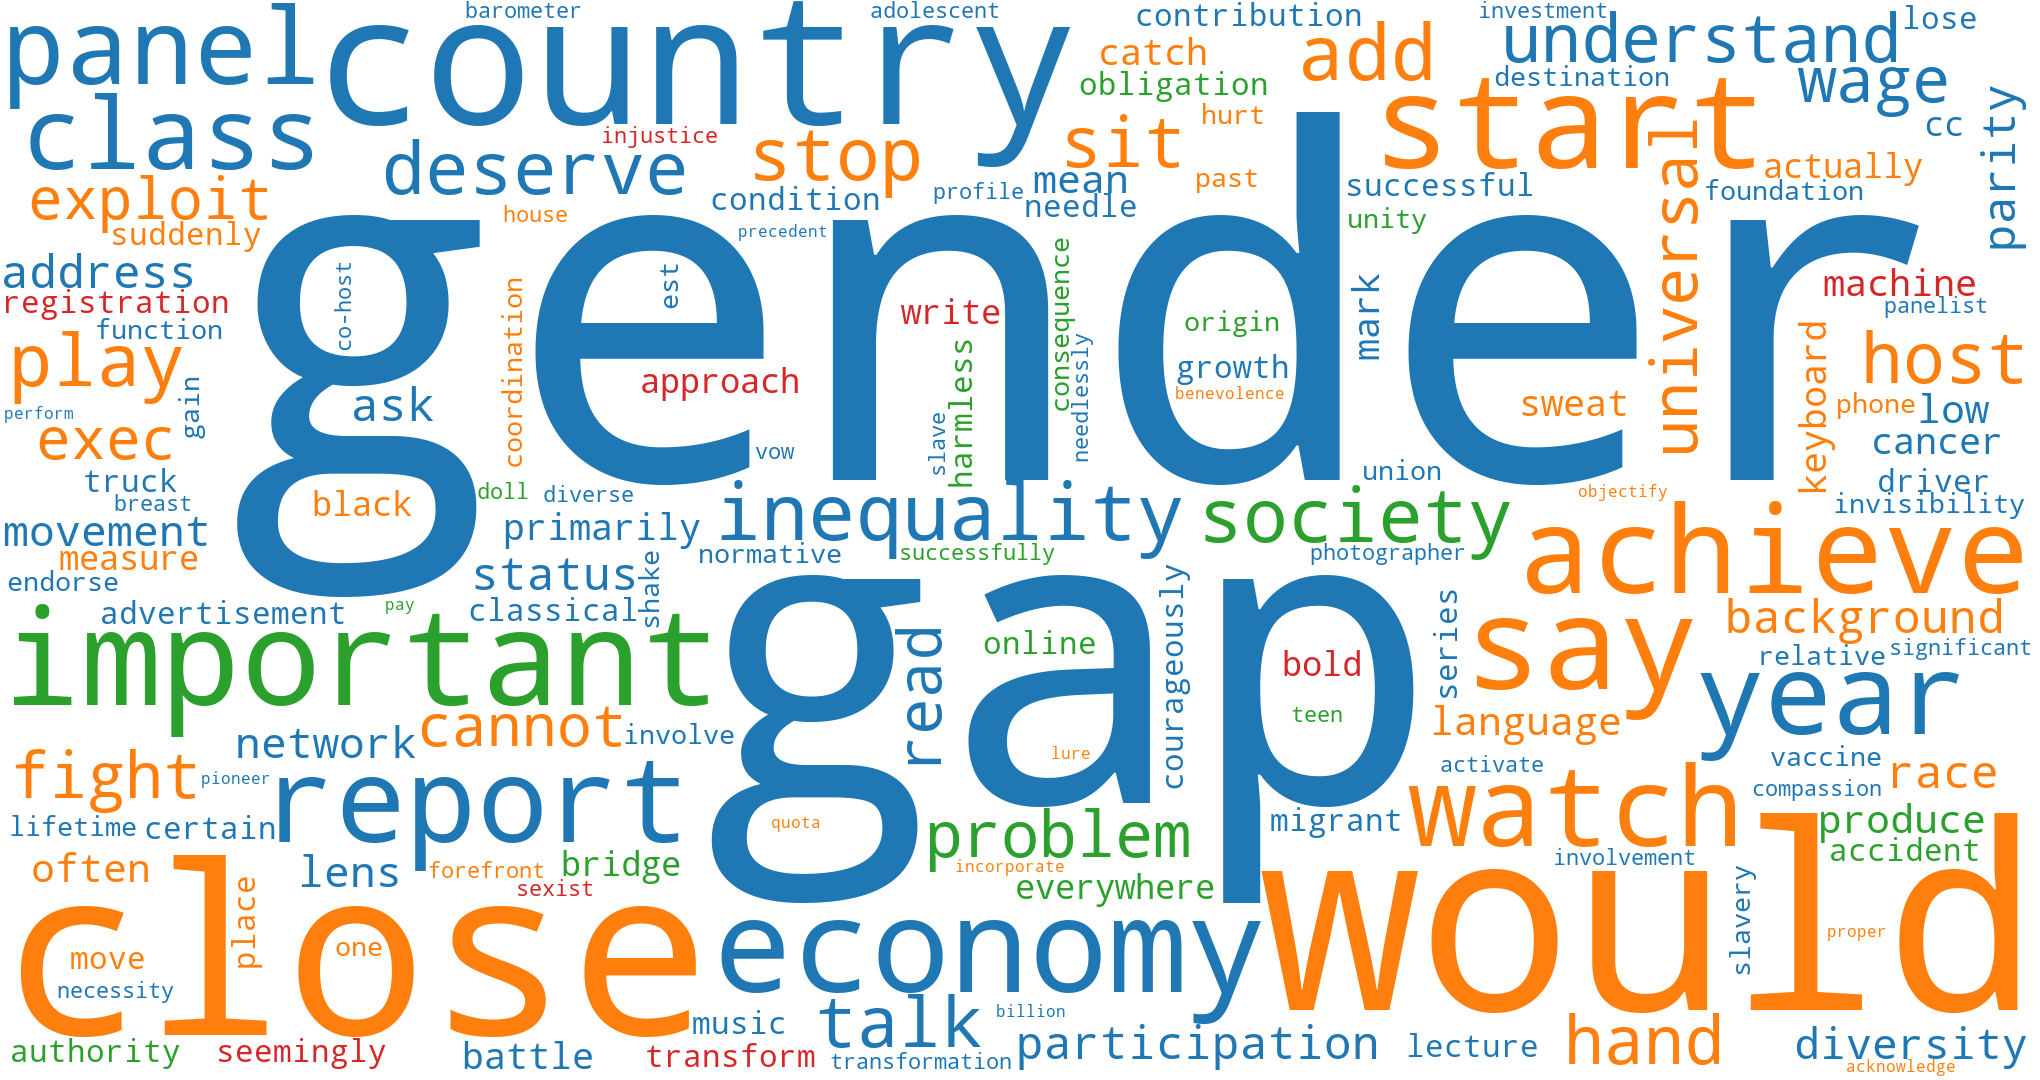 barometer
adolescent
contribution
investment
lose
panel
country
catch
add
understand
obligation
destination
wage
class
injustice
hurt
start
cc
parity
deserve
stop
sit
universal
actually
exploit
condition
profile
mean
past
successful
foundation
suddenly
house
precedent
needle
unity
address
gender
registration
co-host
est
write
consequence
mark
machine
function
coordination
origin
panelist
play
approach
harmless
needlessly
growth
keyboard
host
perform
gain
ask
benevolence
sweat
phone
low
exec
slave
cancer
truck
vow
union
driver
breast
black
doll
diverse
inequality
society
objectify
invisibility
movement
primarily
achieve
measure
normative
successfully
photographer
endorse
status
shake
advertisement
pay
classical
gap
courageously
series
say
background
important
read
online
bold
relative
significant
year
network
cannot
involve
teen
language
fight
pioneer
report
lure
activate
watch
vaccine
race
compassion
lifetime
certain
quota
problem
migrant
produce
often
lens
forefront
bridge
incorporate
involvement
accident
sexist
everywhere
close
place
economy
would
slavery
move
one
proper
necessity
music
talk
billion
hand
authority
seemingly
battle
transform
transformation
participation
lecture
diversity
acknowledge